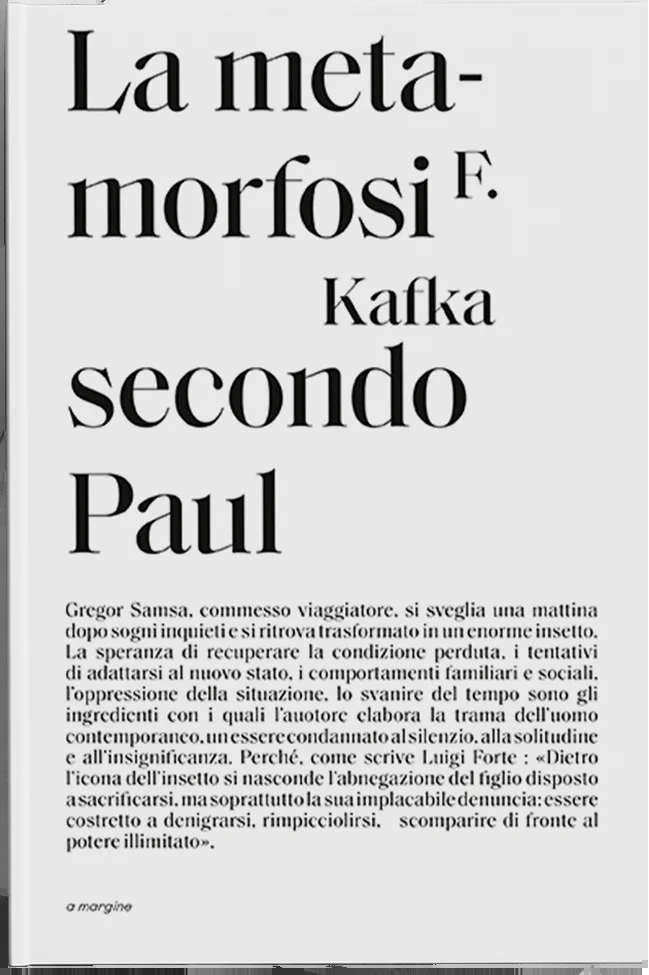 La meta-
morfosi F.
Kafka
secondo
Paul
Gregor Samsa, commesso viaggiatore, si sveglia una mattina
dopo sogni inquieti e si ritrova trasformato in un enorme insetto.
La speranza di recuperare la condizione perduta, i tentativi
di adattarsi al nuovo stato, i comportamenti familiari e sociali,
l'oppressione della situazione, lo svanire del tempo sono gli
ingredienti con i quali l'auotore elabora la trama dell'uomo
contemporaneo, un essere condannato al silenzio, alla solitudine
e all'insignificanza. Perché, come scrive Luigi Forte : «Dietro
l'icona dell'insetto si nasconde l'abnegazione del figlio disposto
a sacrificarsi, ma soprattutto la sua implacabile denuncia: essere
costretto a denigrarsi, rimpicciolirsi, scomparire di fronte al
potere illimitato».
a margine